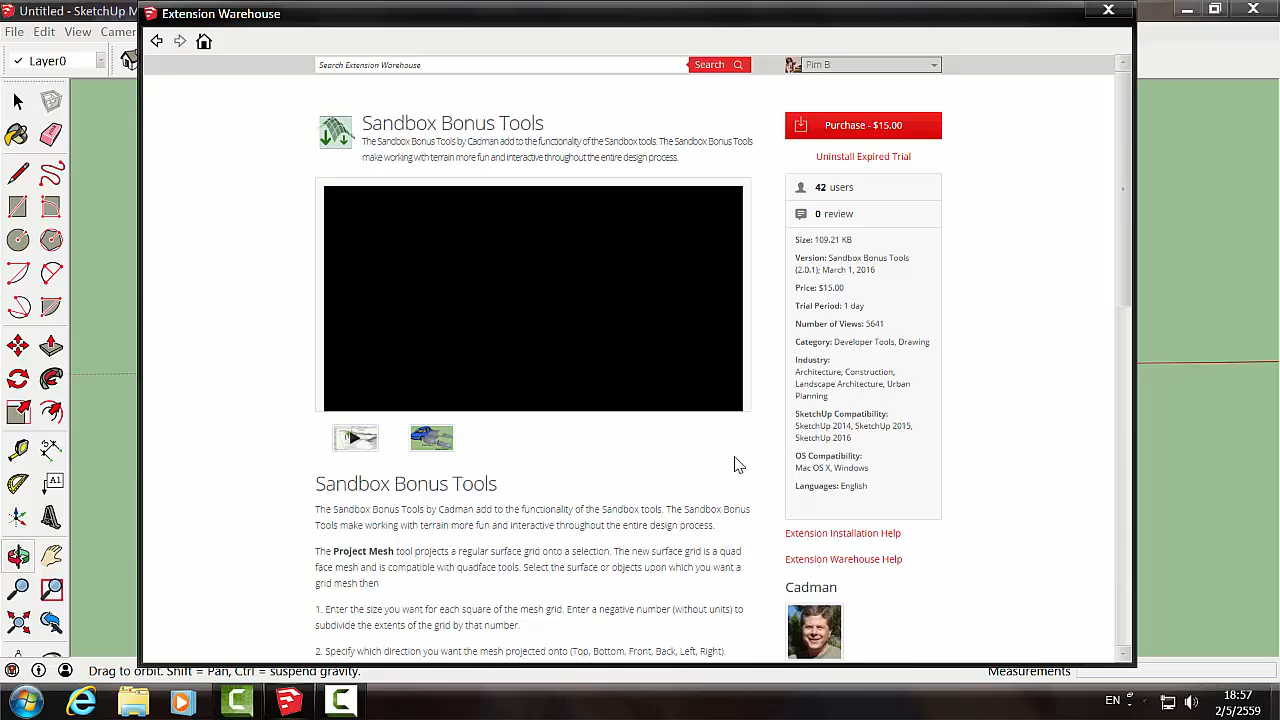 Untitled - SketchUp M
Extension Warehouse
File Edit View Camer
Layer0
Search Extension Warehouse
Search
Pim B
Sandbox Bonus Tools
The Sandbox Bonus Tools by Cadman add to the functionality of the Sandbox tools. The Sandbox Bonus Tools
make working with terrain more fun and interactive throughout the entire design process.
Purchase - $15.00
Uninstall Expired Trial
42 users
0 review
Size: 109.21 KB
Version: Sandbox Bonus Tools
(2.0.1); March 1, 2016
Price: $15.00
Trial Period: 1 day
Number of Views: 5641
Category: Developer Tools, Drawing
Industry:
Architecture, Construction,
Landscape Architecture, Urban
Planning
SketchUp Compatibility:
SketchUp 2014, SketchUp 2015,
SketchUp 2016
OS Compatibility:
Mac OS X, Windows
Languages: English
Extension Installation Help
Extension Warehouse Help
Cadman
Sandbox Bonus Tools
The Sandbox Bonus Tools by Cadman add to the functionality of the Sandbox tools. The Sandbox Bonus
Tools make working with terrain more fun and interactive throughout the entire design process.
The Project Mesh tool projects a regular surface grid onto a selection. The new surface grid is a quad
face mesh and is compatible with quadface tools. Select the surface or objects upon which you want a
grid mesh then
1. Enter the size you want for each square of the mesh grid. Enter a negative number (without units) to
subdivide the extents of the grid by that number.
2. Specify which direction you want the mesh projected onto (Top, Bottom, Front, Back, Left, Right).
A1
Drag to orbit. Shift = Pan, Ctrl = suspend gravity.
Measurements
EN
18:57
2/5/2559